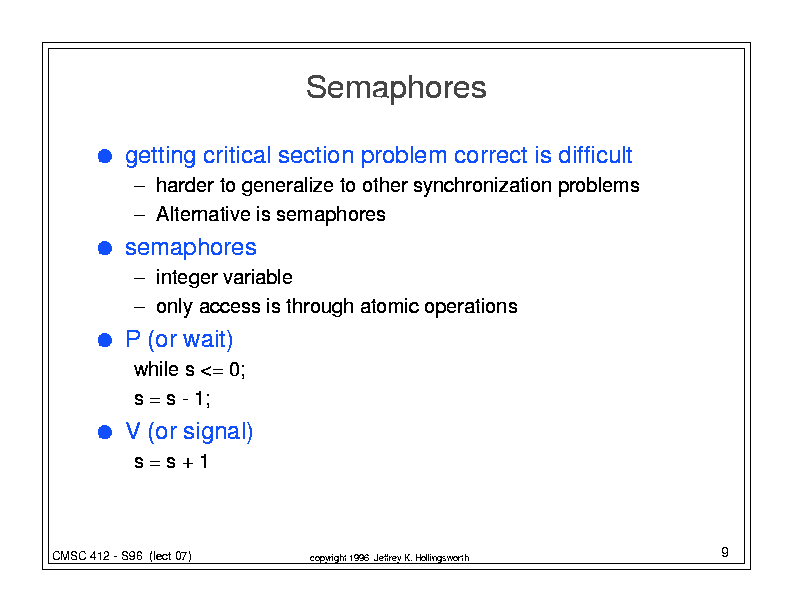 Semaphores
● getting critical section problem correct is difficult
– harder to generalize to other synchronization problems
– Alternative is semaphores
● semaphores
– integer variable
– only access is through atomic operations
● P (or wait)
while s <= 0;
s = s - 1;
● V (or signal)
s = s + 1
CMSC 412 - S96 (lect 07)
copyright 1996 Jeffrey K. Hollingsworth
9